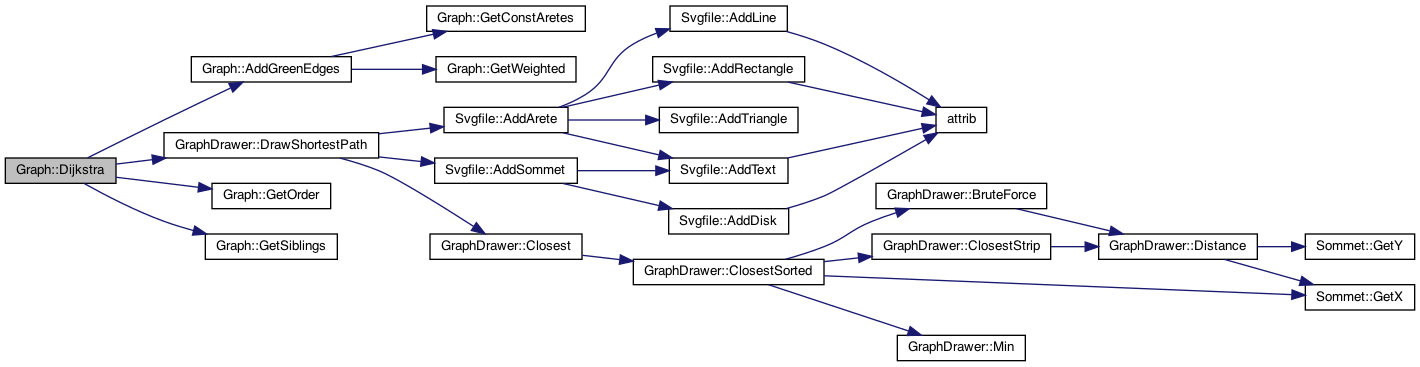 Graph::GetConstAretes
Svgfile::AddLine
Graph::AddGreenEdges
Graph::GetWeighted
Svgfile::AddRectangle
Svgfile::AddArete
Svgfile::AddTriangle
attrib
GraphDrawer::DrawShortestPath
Graph::Dijkstra
Svgfile::AddSommet
Svgfile::AddText
Graph::GetOrder
GraphDrawer::BruteForce
Svgfile::AddDisk
Graph::GetSiblings
GraphDrawer::Closest
GraphDrawer::ClosestStrip
GraphDrawer::Distance
Sommet::GetY
GraphDrawer::ClosestSorted
Sommet::GetX
GraphDrawer::Min